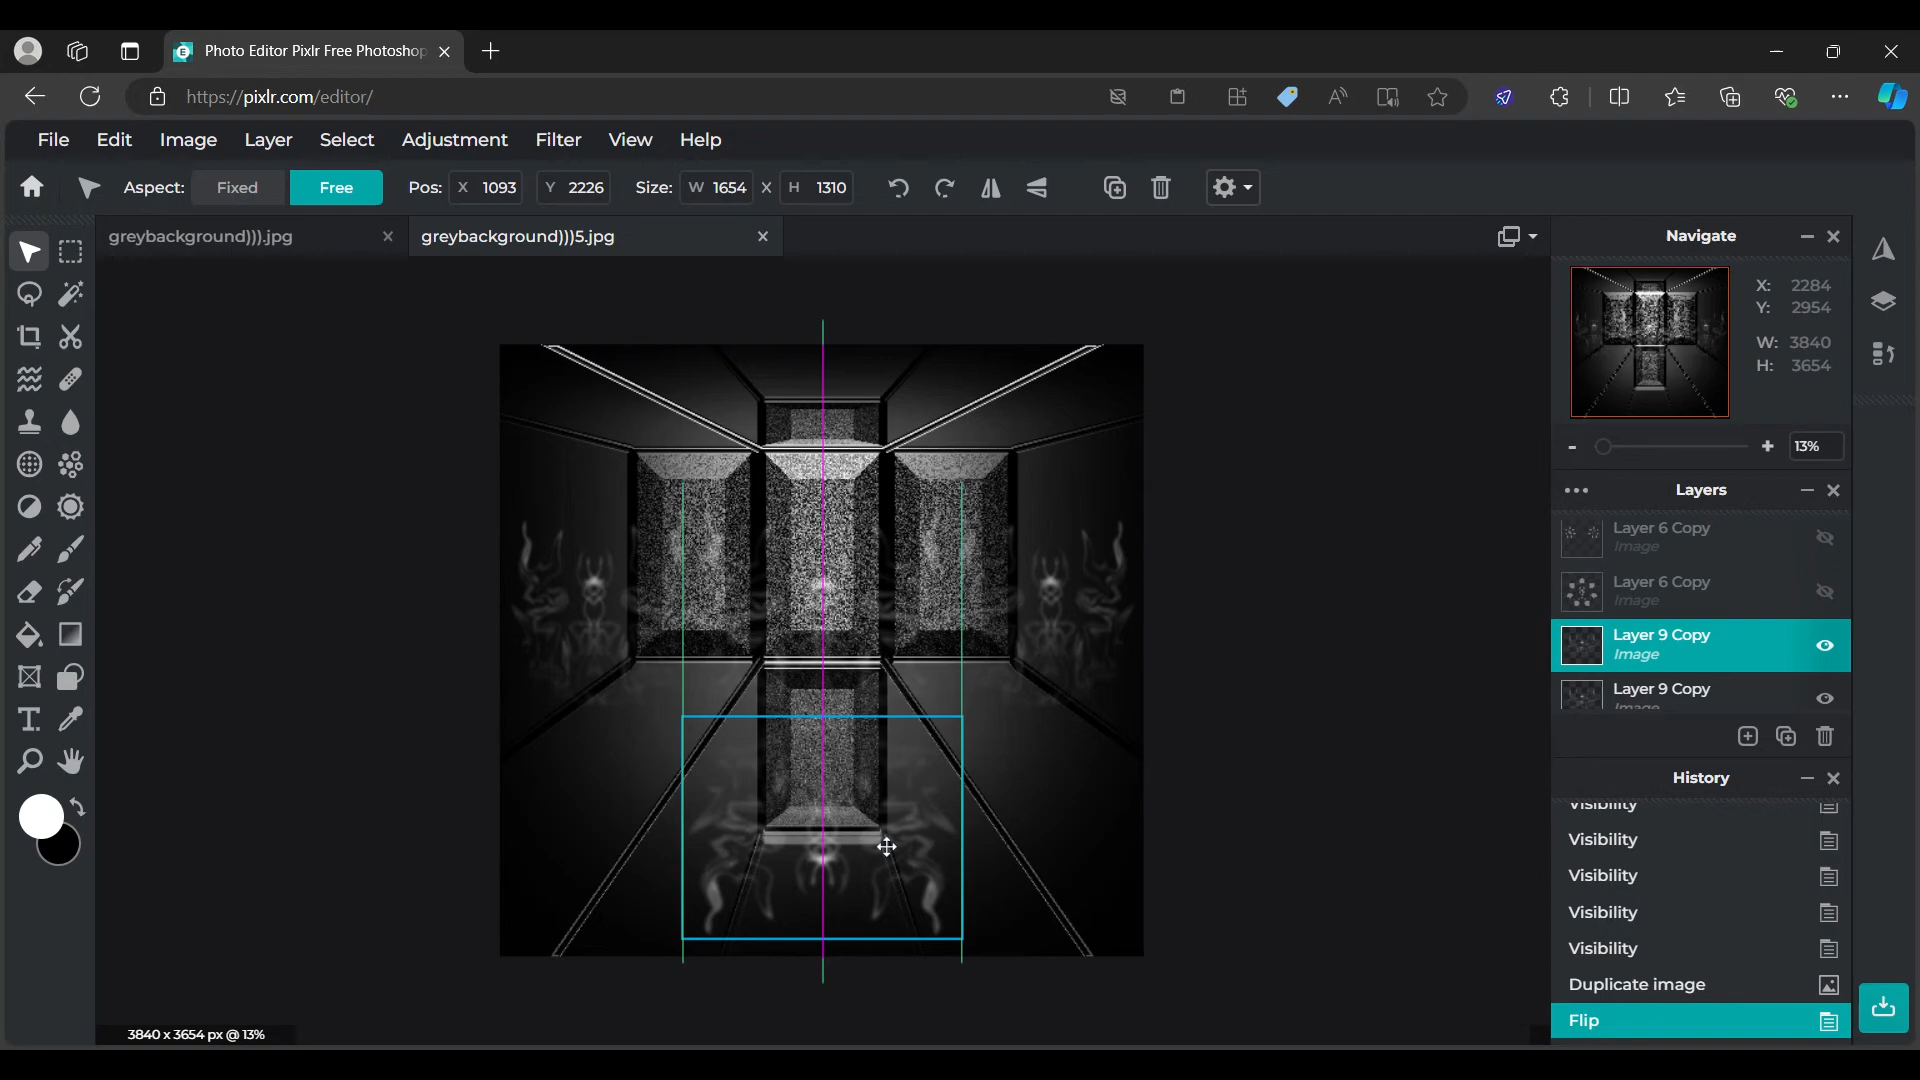 Photo Editor Pixlr Free Photoshop
https://pixlr.com/editor/
File Edit Image Layer Select Adjustment Filter View Help
Aspect: Fixed Free Pos: X 1093 Y 2226 Size: W 1654 X H 1310
greybackground))).jpg
greybackground)))5.jpg
Navigate
X: 2284
Y: 2954
W: 3840
H: 3654
- + 13%
Layers
Layer 6 Copy
Image
Layer 6 Copy
Image
Layer 9 Copy
Image
Layer 9 Copy
Image
History
Visibility
Visibility
Visibility
Visibility
Visibility
Duplicate image
Flip
3840 x 3654 px @ 13%